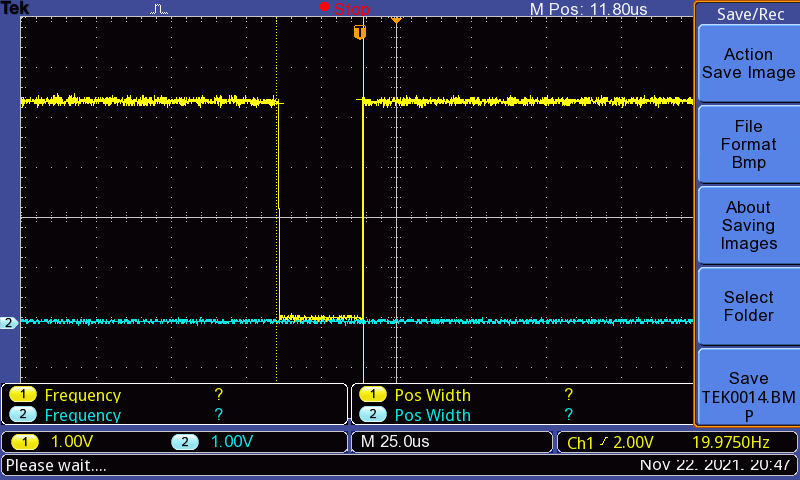 Tek
Stop
M Pos: 11.80us
Save/Rec
T
Action
Save Image
File
Format
Bmp
About
Saving
Images
Select
Folder
Save
TEK0014.BM
P
2
1 Frequency ?
2 Frequency ?
1 Pos Width ?
2 Pos Width ?
1 1.00V
2 1.00V
M 25.0us
Ch1 2.00V 19.9750Hz
Please wait....
Nov 22, 2021, 20:47